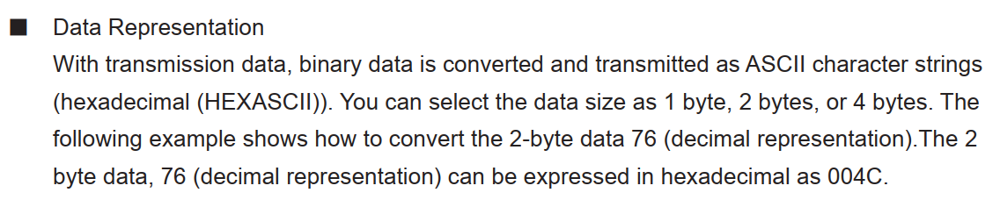 ■ Data Representation
With transmission data, binary data is converted and transmitted as ASCII character strings
(hexadecimal (HEXASCII)). You can select the data size as 1 byte, 2 bytes, or 4 bytes. The
following example shows how to convert the 2-byte data 76 (decimal representation).The 2
byte data, 76 (decimal representation) can be expressed in hexadecimal as 004C.